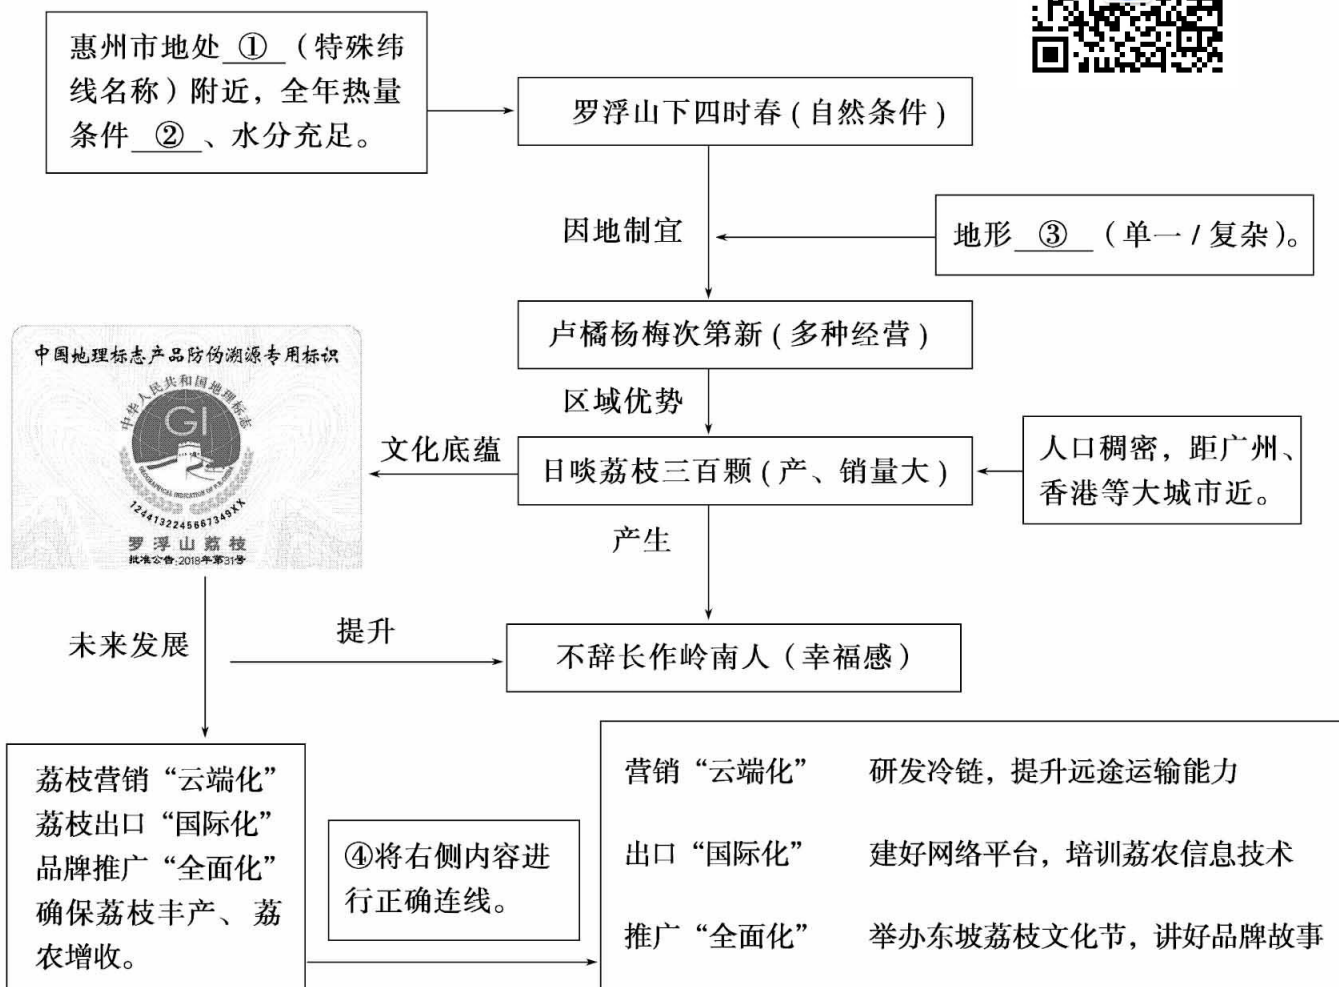 惠州市地处 ① （特殊纬
线名称）附近，全年热量
条件 ② 、水分充足。
罗浮山下四时春（自然条件）
因地制宜
地形 ③ （单一 / 复杂）。
卢橘杨梅次第新（多种经营）
中国地理标志产品防伪溯源专用标识
中华人民共和国地理标志
GI
GEOGRAPHICAL INDICATION OF P.R.CHINA
1244132245667349XX
罗浮山荔枝
批准公告:2018年第31号
区域优势
文化底蕴
日啖荔枝三百颗（产、销量大）
人口稠密，距广州、
香港等大城市近。
产生
未来发展
提升
不辞长作岭南人（幸福感）
荔枝营销“云端化”
荔枝出口“国际化”
品牌推广“全面化”
确保荔枝丰产、荔
农增收。
④将右侧内容进
行正确连线。
营销“云端化” 研发冷链，提升远途运输能力
出口“国际化” 建好网络平台，培训荔农信息技术
推广“全面化” 举办东坡荔枝文化节，讲好品牌故事